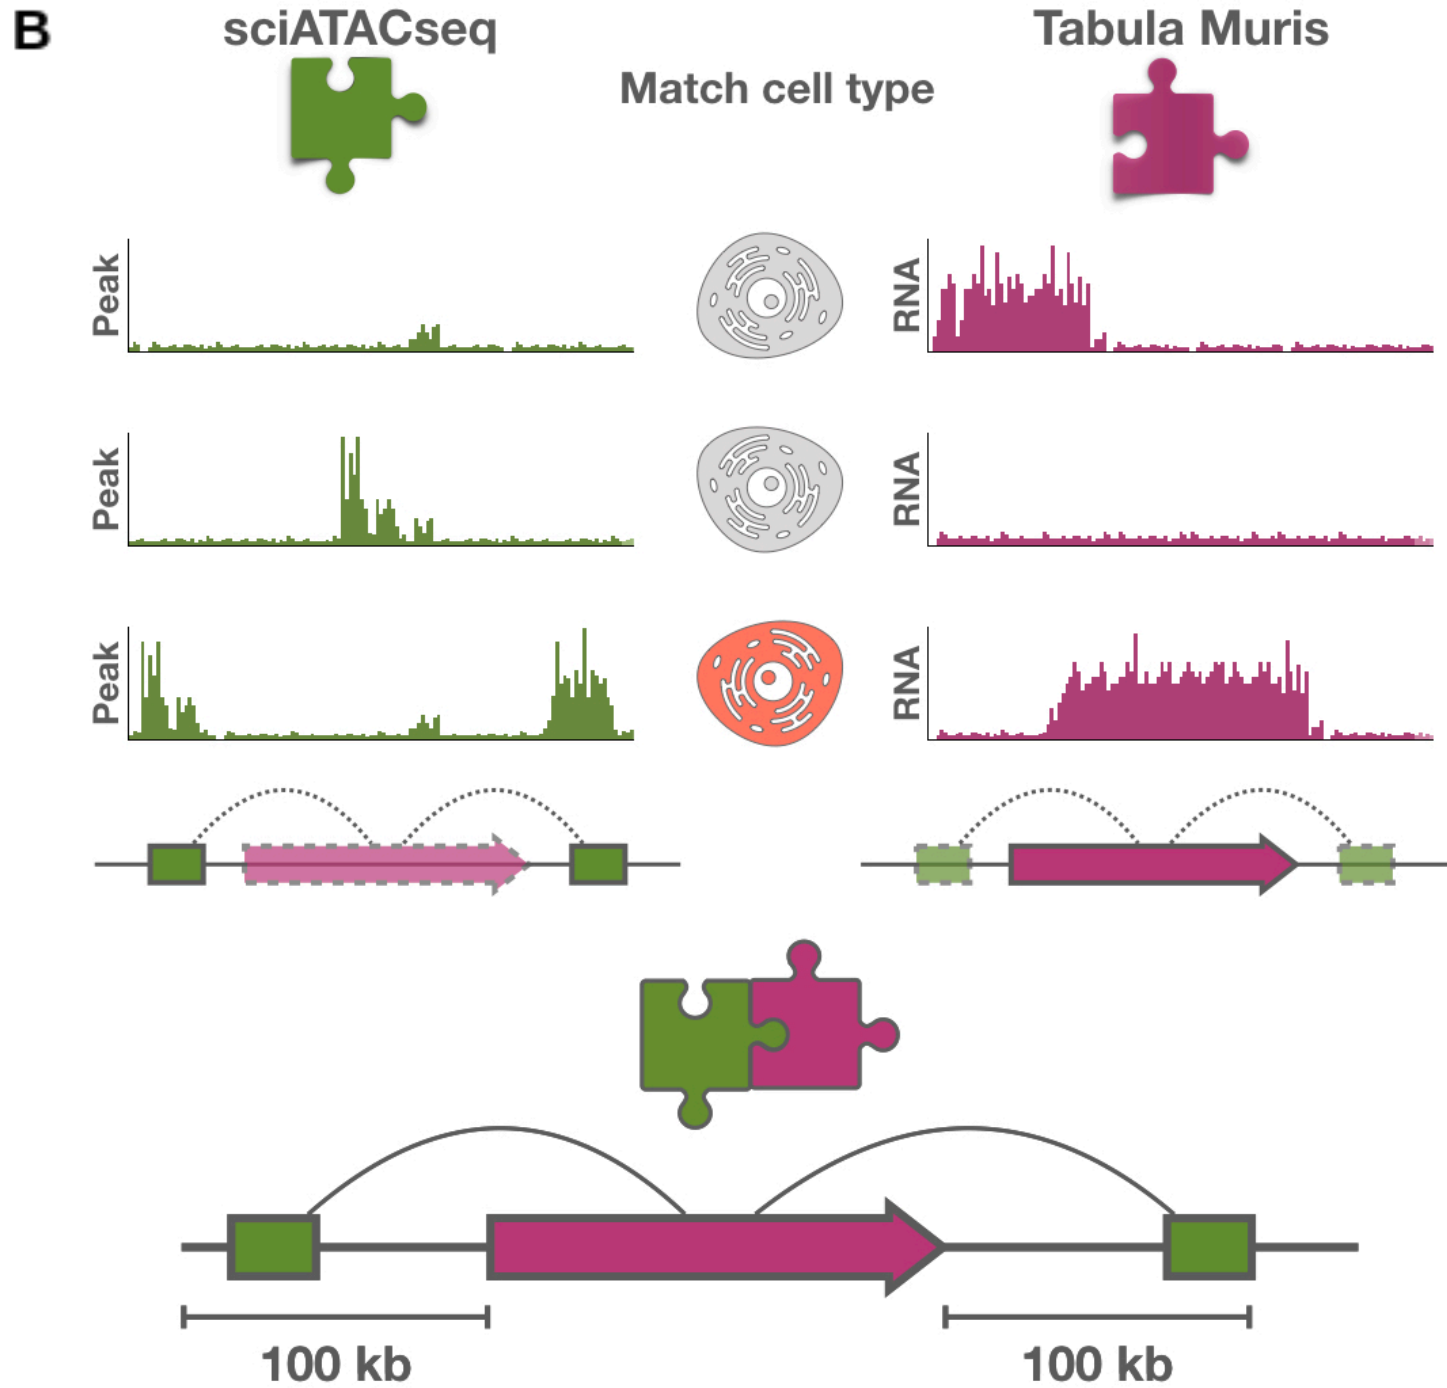 B
sciATACseq
Tabula Muris
Match cell type
Peak
RNA
Peak
RNA
Peak
RNA
100 kb
100 kb